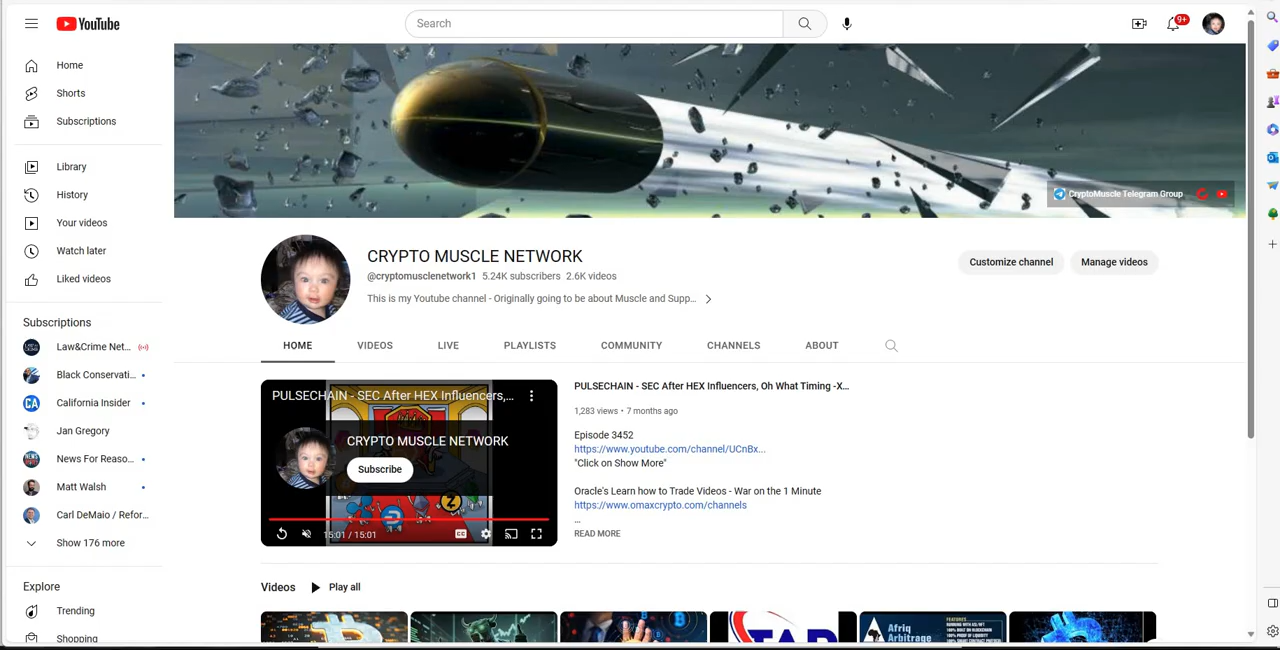 YouTube
Search
9+
Home
Shorts
Subscriptions
Library
History
Your videos
Watch later
Liked videos
Subscriptions
Law&Crime Net...
Black Conservati...
California Insider
Jan Gregory
News For Reaso...
Matt Walsh
Carl DeMaio / Refor...
Show 176 more
Explore
Trending
Shopping
CryptoMuscle Telegram Group
CRYPTO MUSCLE NETWORK
@cryptomusclenetwork1 5.24K subscribers 2.6K videos
This is my Youtube channel - Originally going to be about Muscle and Supp...
Customize channel
Manage videos
HOME
VIDEOS
LIVE
PLAYLISTS
COMMUNITY
CHANNELS
ABOUT
PULSECHAIN - SEC After HEX Influencers,...
CRYPTO MUSCLE NETWORK
Subscribe
15:01 / 15:01
CC
PULSECHAIN - SEC After HEX Influencers, Oh What Timing -X...
1,283 views • 7 months ago
Episode 3452
https://www.youtube.com/channel/UCnBx...
"Click on Show More"
Oracle's Learn how to Trade Videos - War on the 1 Minute
https://www.omaxcrypto.com/channels
...
READ MORE
Videos
Play all
Afriq
Arbitrage
FEATURES